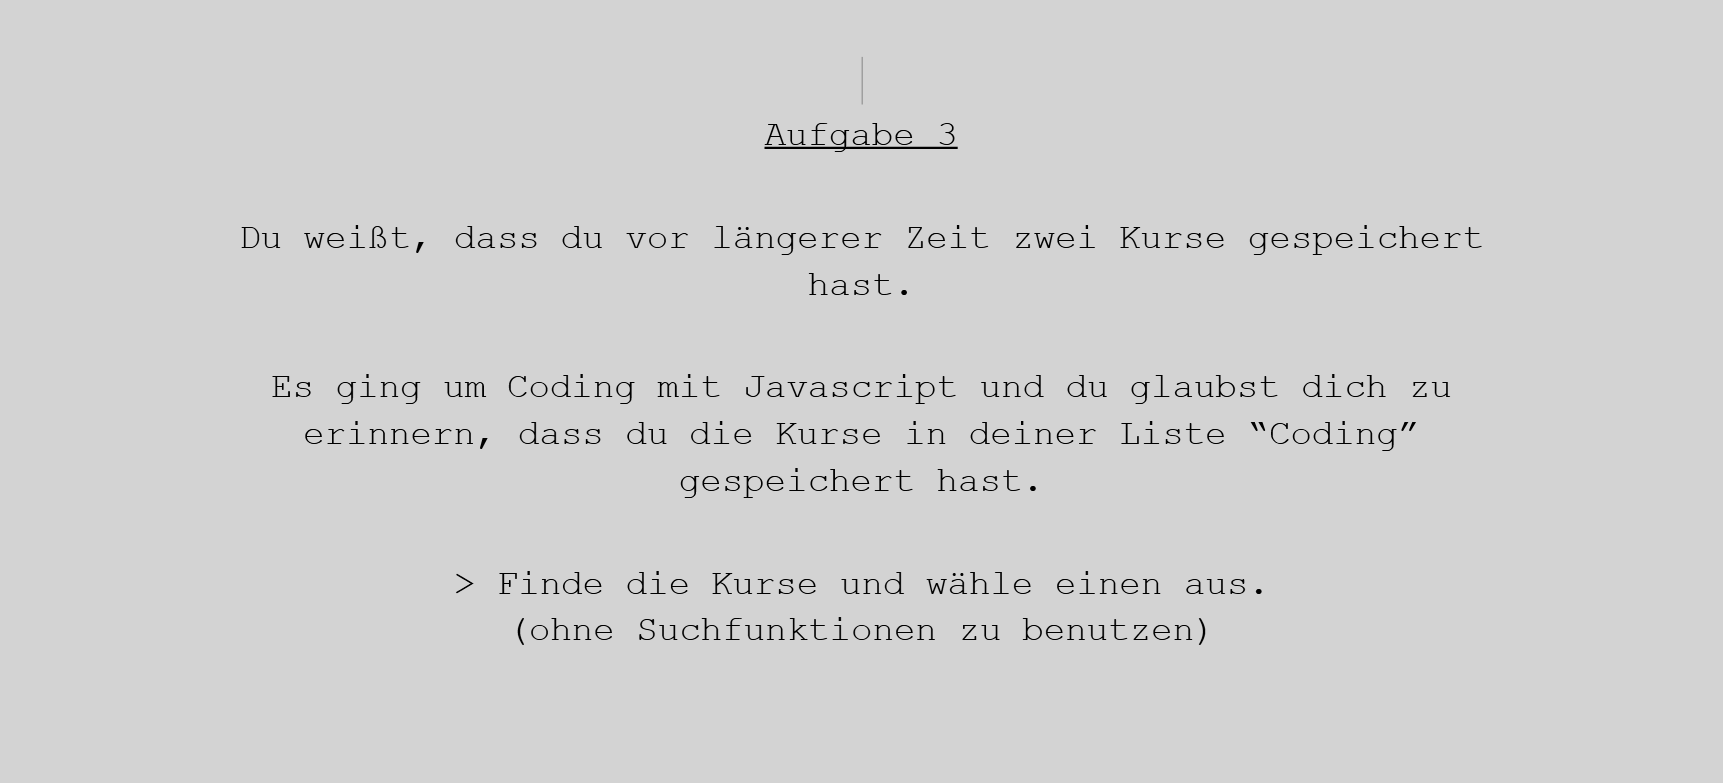 Aufgabe 3
Du weißt, dass du vor längerer Zeit zwei Kurse gespeichert
hast.
Es ging um Coding mit Javascript und du glaubst dich zu
erinnern, dass du die Kurse in deiner Liste “Coding”
gespeichert hast.
> Finde die Kurse und wähle einen aus.
(ohne Suchfunktionen zu benutzen)